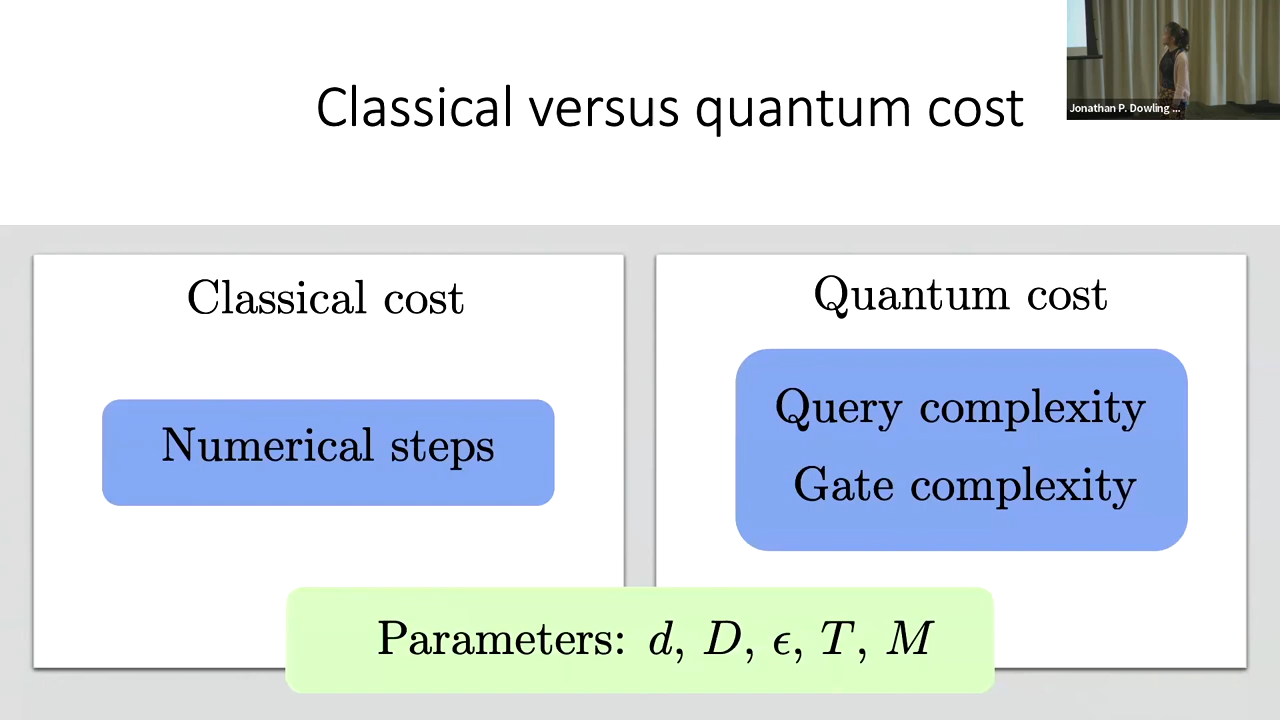 Classical versus quantum cost
Jonathan P. Dowling ...
Classical cost
Numerical steps
Quantum cost
Query complexity
Gate complexity
Parameters: d, D, ϵ, T, M